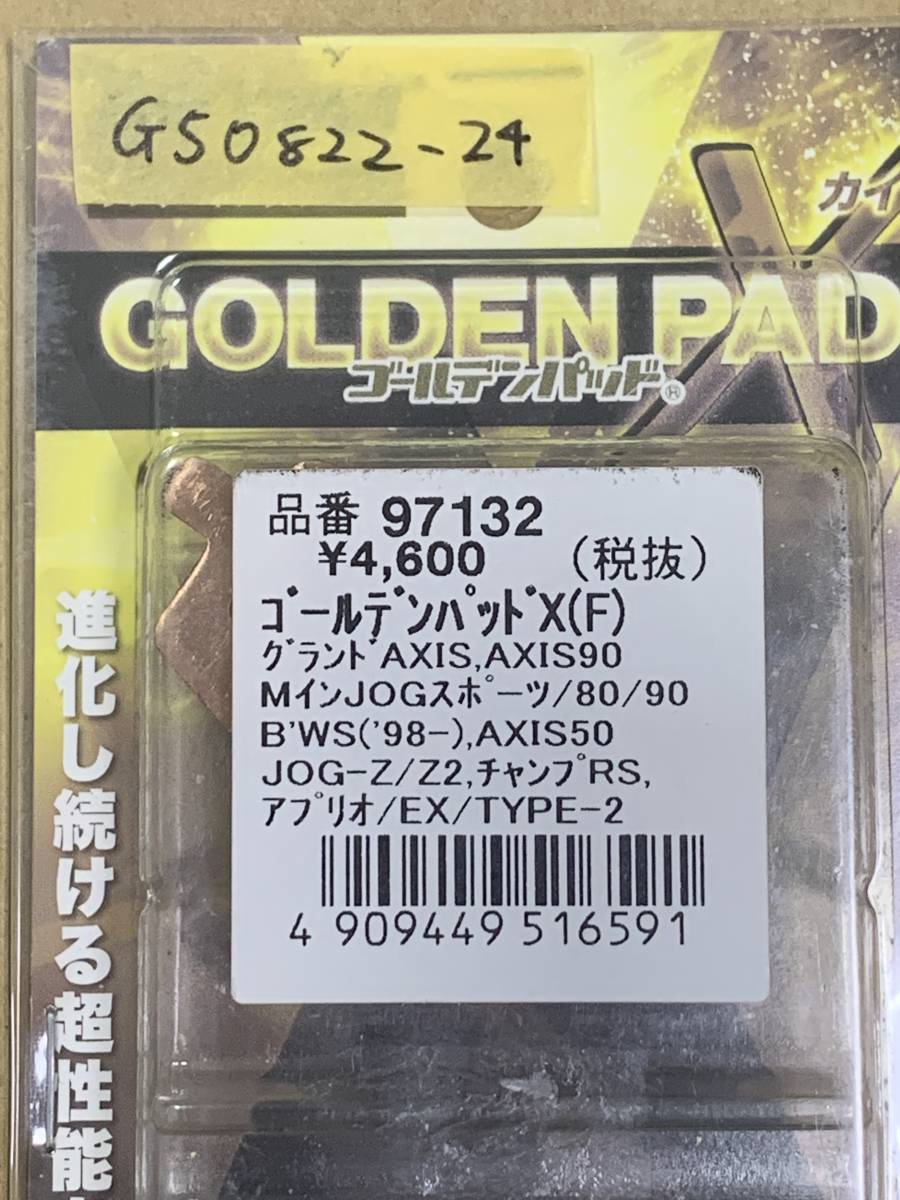 G50822-24
カイ
GOLDEN PAD
X
ゴールデンパッド®
品番 97132
¥4,600 (税抜)
ｺﾞｰﾙﾃﾞﾝﾊﾟｯﾄﾞX(F)
ｸﾞﾗﾝﾄﾞAXIS,AXIS90
MインJOGスポーツ/80/90
B'WS('98-),AXIS50
JOG-Z/Z2,チャンプRS,
アプリオ/EX/TYPE-2
4 909449 516591
進化し続ける超性能